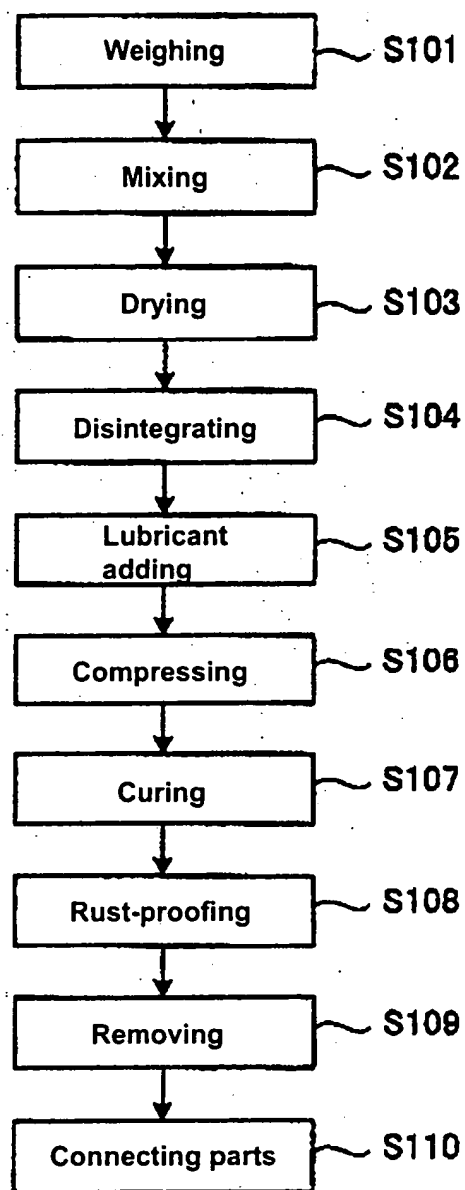 Weighing S101
Mixing S102
Drying S103
Disintegrating S104
Lubricant
adding S105
Compressing S106
Curing S107
Rust-proofing S108
Removing S109
Connecting parts S110